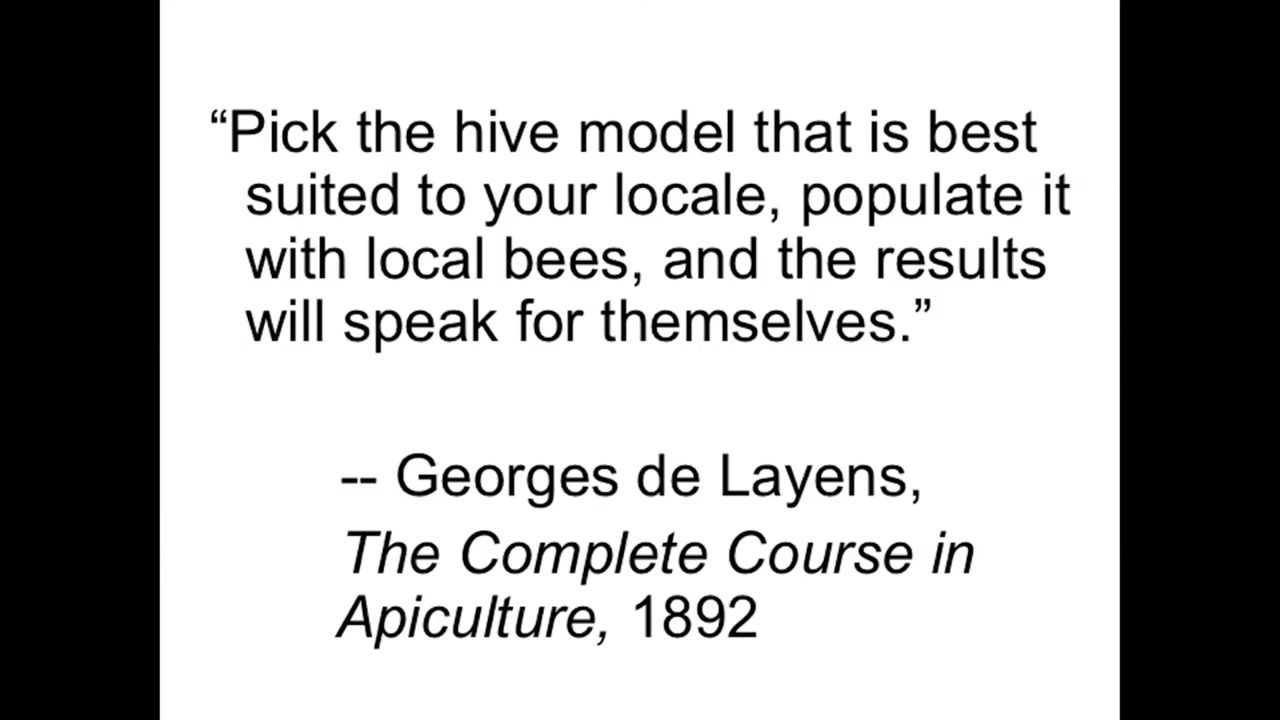 “Pick the hive model that is best
suited to your locale, populate it
with local bees, and the results
will speak for themselves.”
-- Georges de Layens,
The Complete Course in
Apiculture, 1892